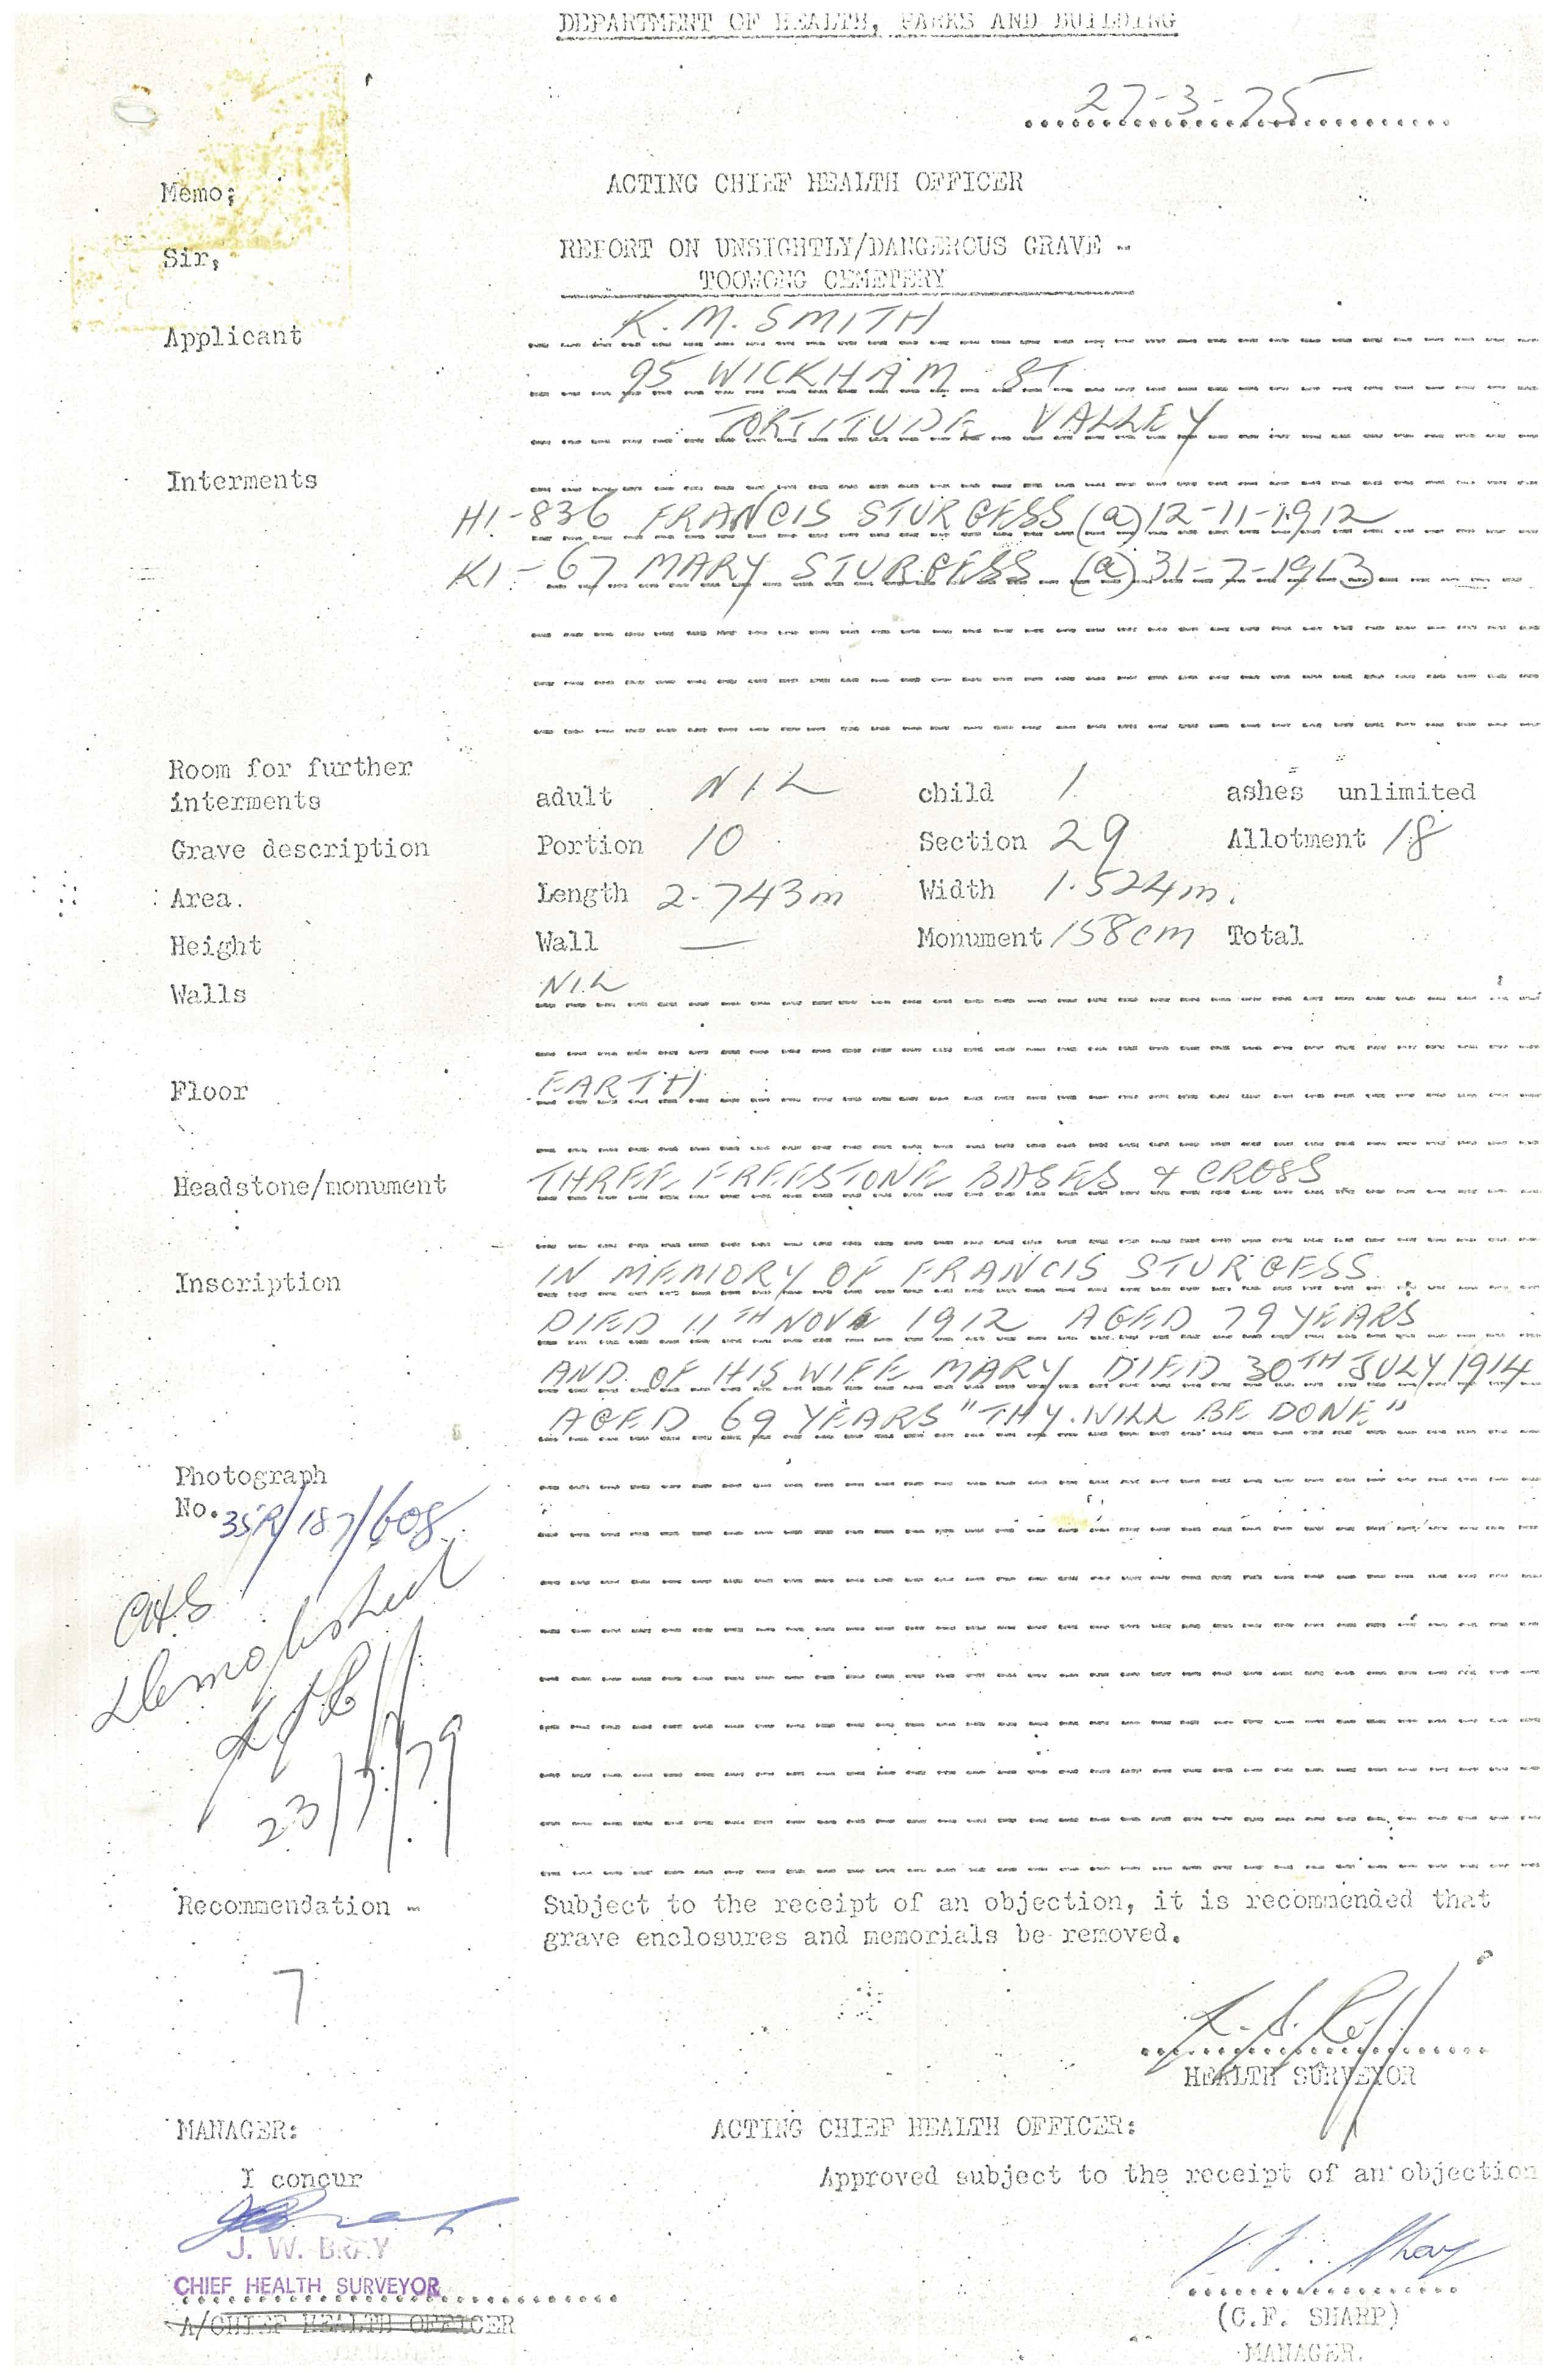 DEPARTMENT OF HEALTH, PARKS AND BUILDING
27-3-75
Memo; ACTING CHIEF HEALTH OFFICER
Sir, REPORT ON UNSIGHTLY/DANGEROUS GRAVE -
TOOWONG CEMETERY
Applicant K. M. SMITH
95 WICKHAM ST
FORTITUDE VALLEY
Interments
H1-836 FRANCIS STURGESS (a) 12-11-1912
K1-67 MARY STURGESS (a) 31-7-1913
Room for further
interments adult NIL child 1 ashes unlimited
Grave description Portion 10 Section 29 Allotment 18
Area. Length 2.743m Width 1.524m.
Height Wall — Monument 158cm Total
Walls NIL
Floor EARTH
Headstone/monument THREE FREESTONE BASES & CROSS
Inscription IN MEMORY OF FRANCIS STURGESS
DIED 11TH NOV 1912 AGED 79 YEARS
AND OF HIS WIFE MARY DIED 30TH JULY 1914
AGED 69 YEARS "THY WILL BE DONE"
Photograph
No. 35R/187/608
CHS
Demolished
23/7/79
Recommendation - Subject to the receipt of an objection, it is recommended that
grave enclosures and memorials be removed.
7
HEALTH SURVEYOR
MANAGER: ACTING CHIEF HEALTH OFFICER:
I concur Approved subject to the receipt of an objection
J. W. BRAY
CHIEF HEALTH SURVEYOR
A/CHIEF HEALTH OFFICER (C.F. SHARP)
MANAGER.